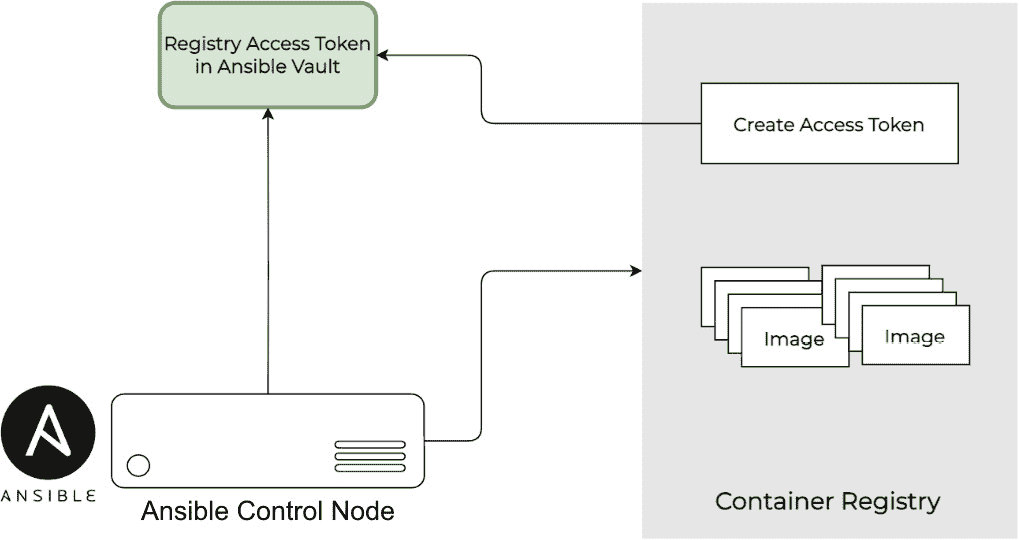 Registry Access Token
in Ansible Vault
Create Access Token
Image
Image
ANSIBLE
Ansible Control Node
Container Registry